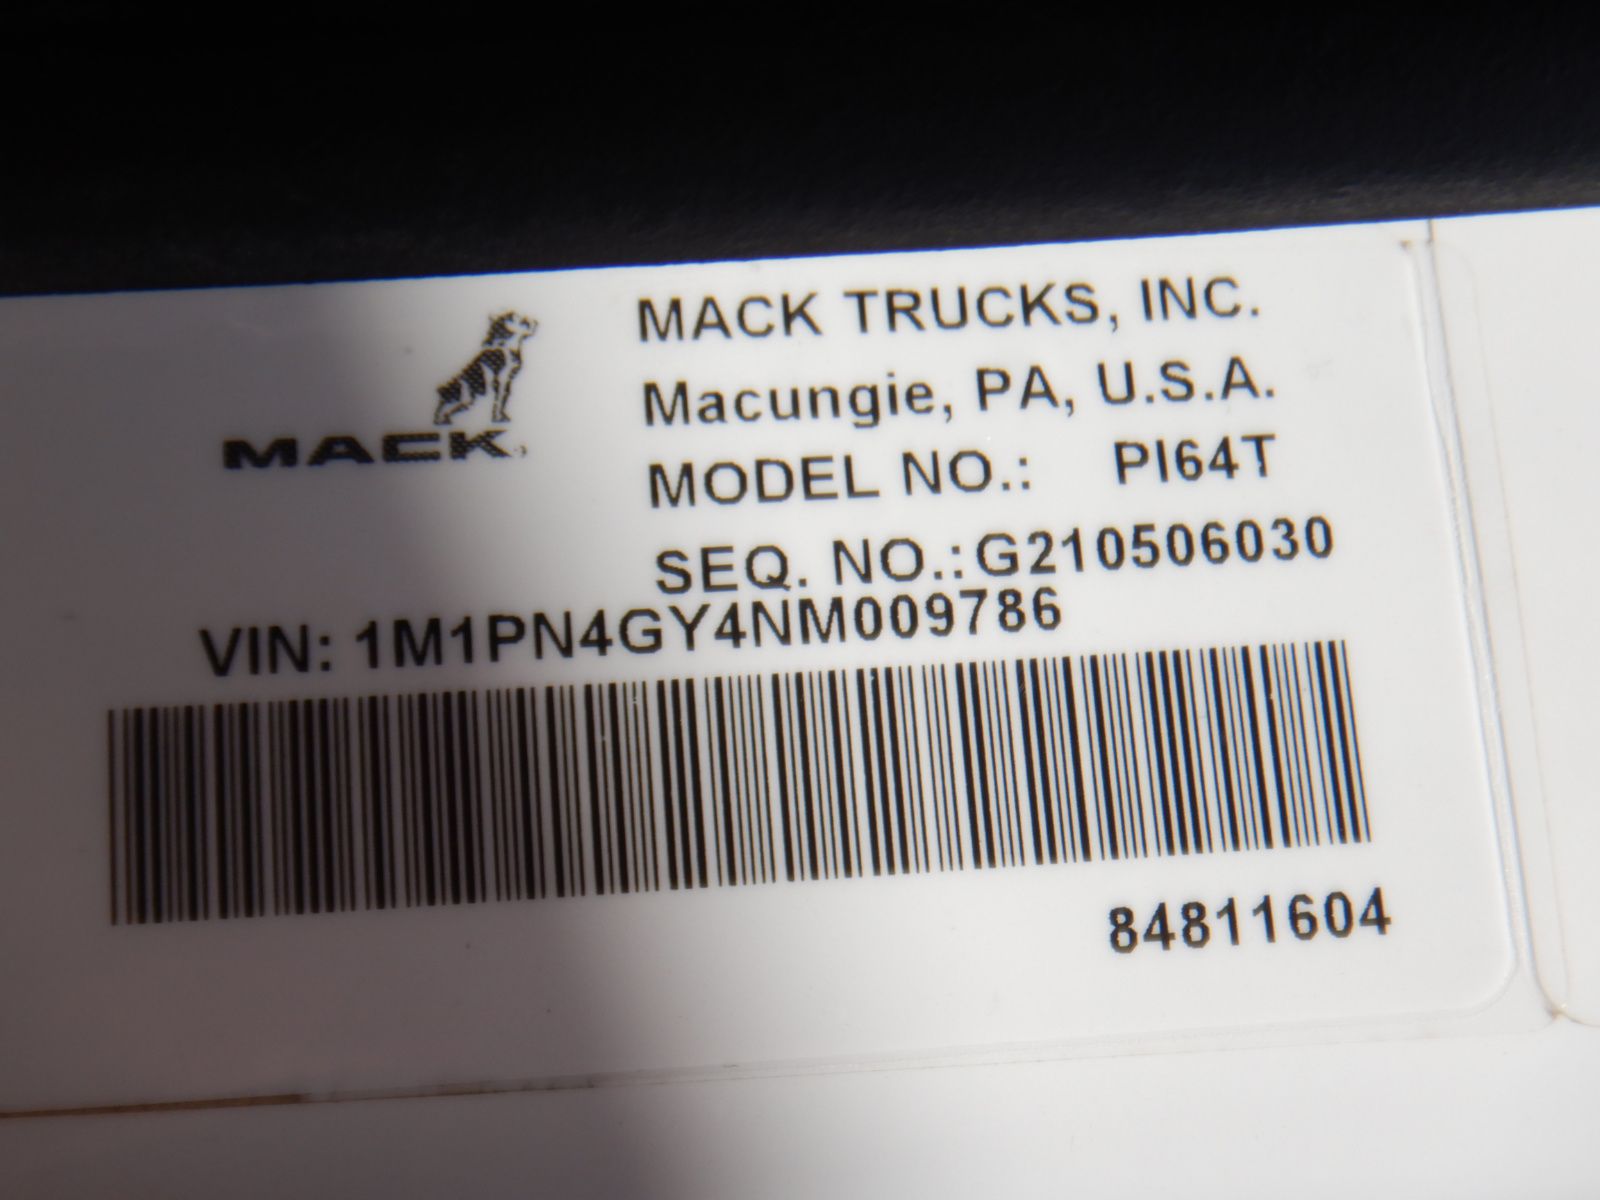 MACK
MACK TRUCKS, INC.
Macungie, PA, U.S.A.
MODEL NO.: PI64T
SEQ. NO.:G210506030
VIN: 1M1PN4GY4NM009786
84811604